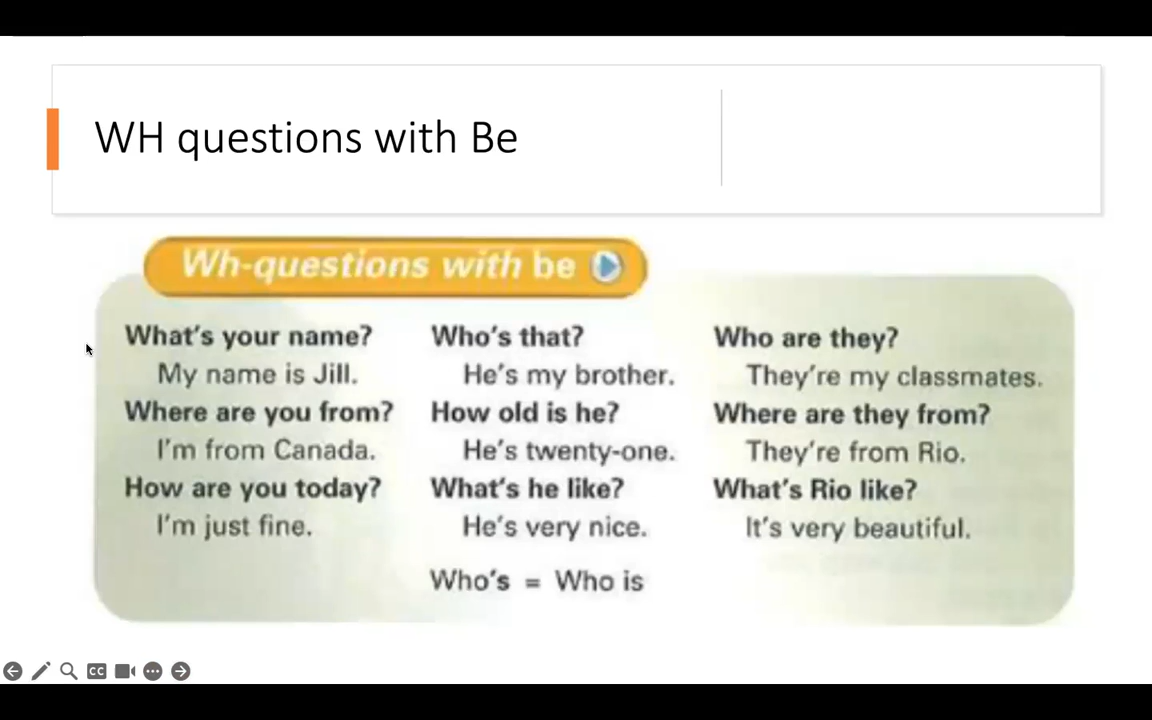 WH questions with Be
Wh-questions with be
What's your name?
My name is Jill.
Where are you from?
I'm from Canada.
How are you today?
I'm just fine.
Who's that?
He's my brother.
How old is he?
He's twenty-one.
What's he like?
He's very nice.
Who's = Who is
Who are they?
They're my classmates.
Where are they from?
They're from Rio.
What's Rio like?
It's very beautiful.
CC